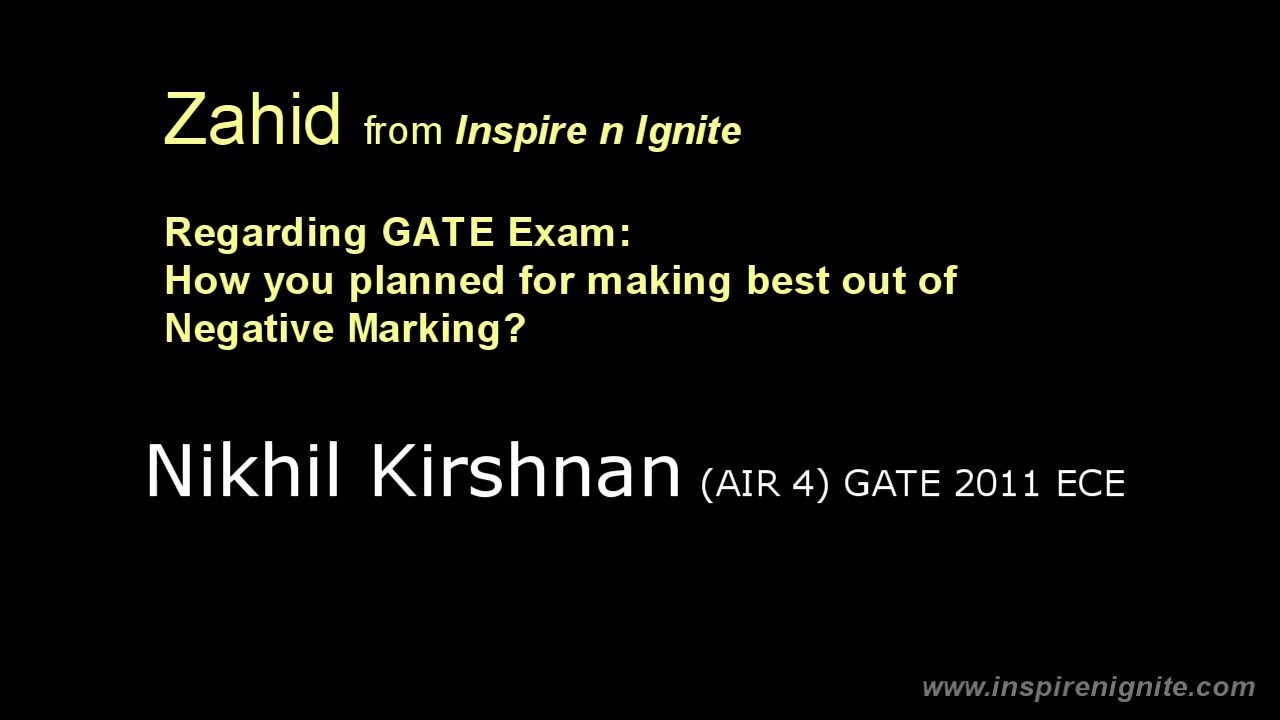 Zahid from Inspire n Ignite
Regarding GATE Exam:
How you planned for making best out of
Negative Marking?
Nikhil Kirshnan (AIR 4) GATE 2011 ECE
www.inspirenignite.com